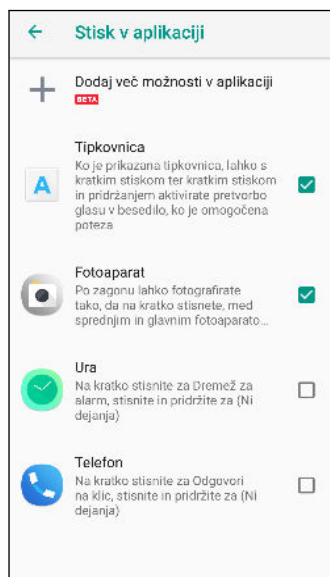 Stisk v aplikaciji
Dodaj več možnosti v aplikaciji
BETA
Tipkovnica
Ko je prikazana tipkovnica, lahko s
kratkim stiskom ter kratkim stiskom
in pridržanjem aktivirate pretvorbo
glasu v besedilo, ko je omogočena
poteza
A
Fotoaparat
Po zagonu lahko fotografirate
tako, da na kratko stisnete, med
sprednjim in glavnim fotoaparato...
Ura
Na kratko stisnite za Dremež za
alarm, stisnite in pridržite za (Ni
dejanja)
Telefon
Na kratko stisnite za Odgovori
na klic, stisnite in pridržite za (Ni
dejanja)